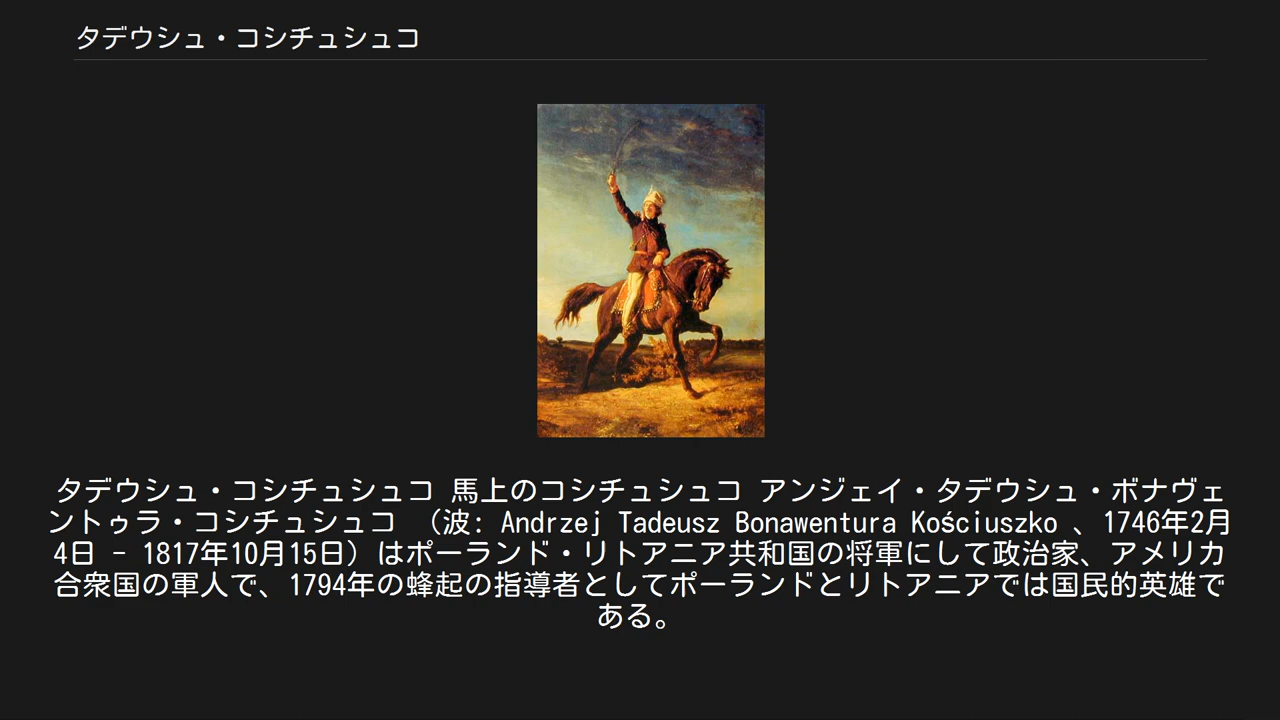 タデウシュ・コシチュシュコ
タデウシュ・コシチュシュコ 馬上のコシチュシュコ アンジェイ・タデウシュ・ボナヴェ
ントゥラ・コシチュシュコ （波: Andrzej Tadeusz Bonawentura Kościuszko 、1746年2月
4日 - 1817年10月15日）はポーランド・リトアニア共和国の将軍にして政治家、アメリカ
合衆国の軍人で、1794年の蜂起の指導者としてポーランドとリトアニアでは国民的英雄で
ある。